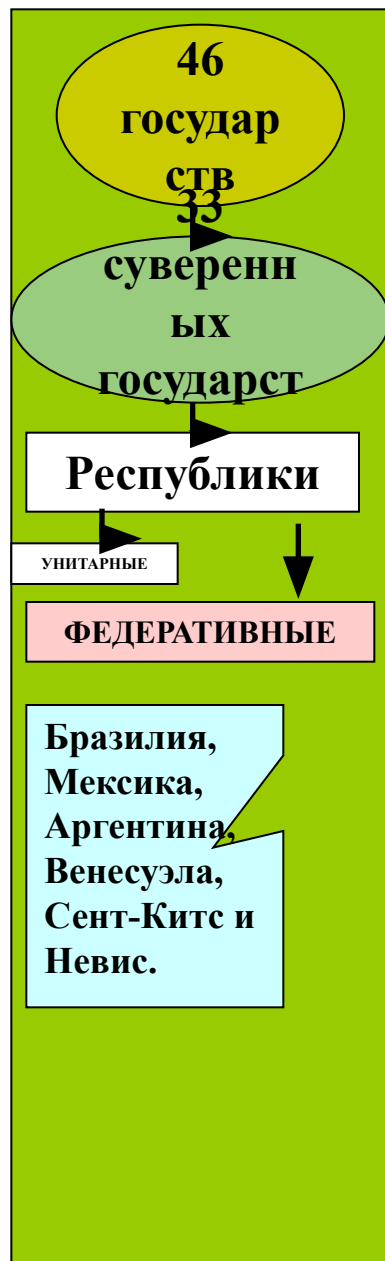 46
государ
ств
33
суверенн
ых
государст
Республики
УНИТАРНЫЕ
ФЕДЕРАТИВНЫЕ
Бразилия,
Мексика,
Аргентина,
Венесуэла,
Сент-Китс и
Невис.